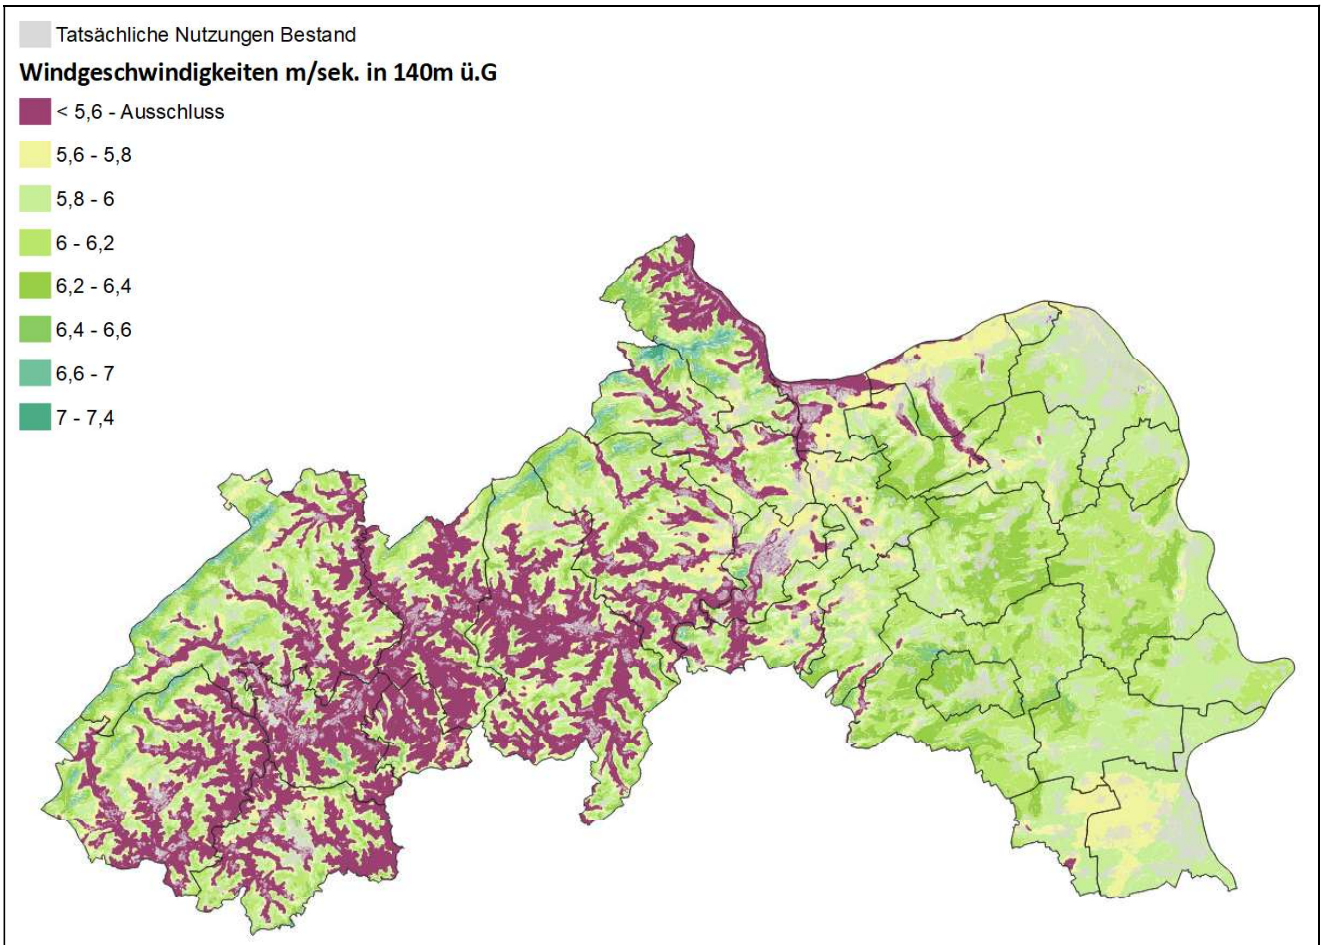 Tatsächliche Nutzungen Bestand
Windgeschwindigkeiten m/sek. in 140m ü.G
< 5,6 - Ausschluss
5,6 - 5,8
5,8 - 6
6 - 6,2
6,2 - 6,4
6,4 - 6,6
6,6 - 7
7 - 7,4